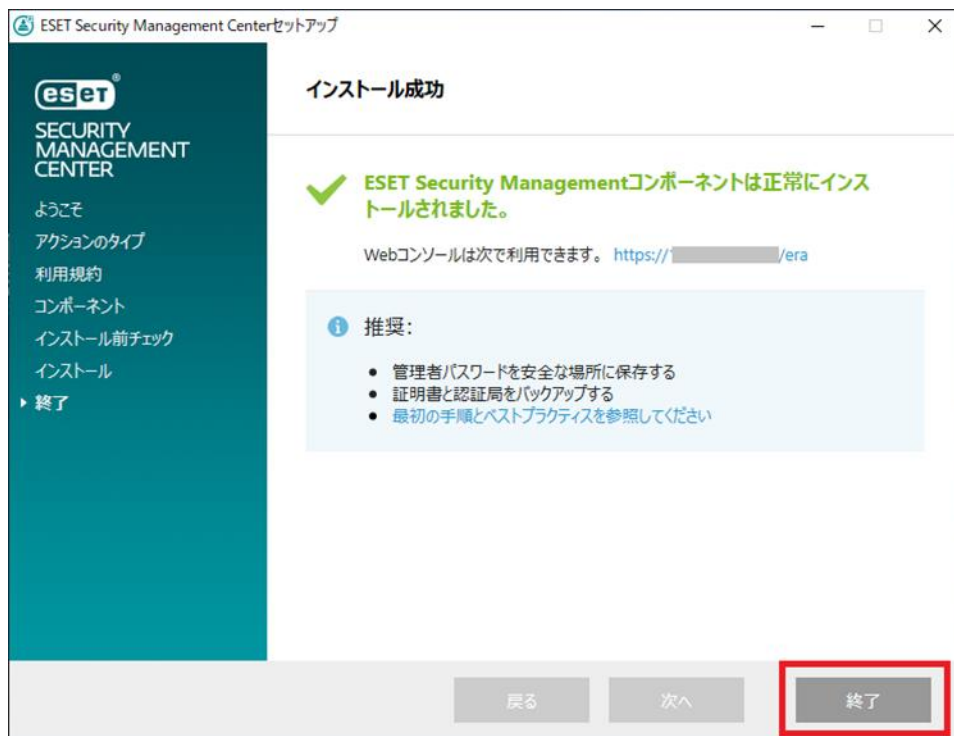 ESET Security Management Centerセットアップ
eseT®
SECURITY
MANAGEMENT
CENTER
ようこそ
アクションのタイプ
利用規約
コンポーネント
インストール前チェック
インストール
終了
インストール成功
ESET Security Managementコンポーネントは正常にインス
トールされました。
Webコンソールは次で利用できます。 https:// /era
推奨:
管理者パスワードを安全な場所に保存する
証明書と認証局をバックアップする
最初の手順とベストプラクティスを参照してください
戻る
次へ
終了